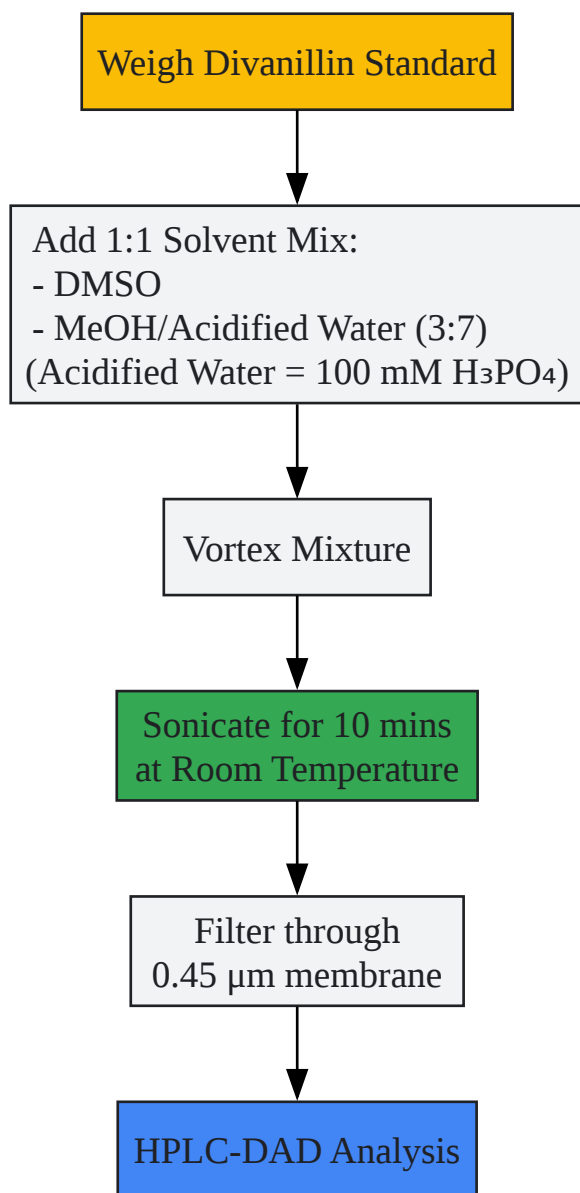 Weigh Divanillin Standard
Add 1:1 Solvent Mix:
- DMSO
- MeOH/Acidified Water (3:7)
(Acidified Water = 100 mM H₃PO₄)
Vortex Mixture
Sonicate for 10 mins
at Room Temperature
Filter through
0.45 μm membrane
HPLC-DAD Analysis